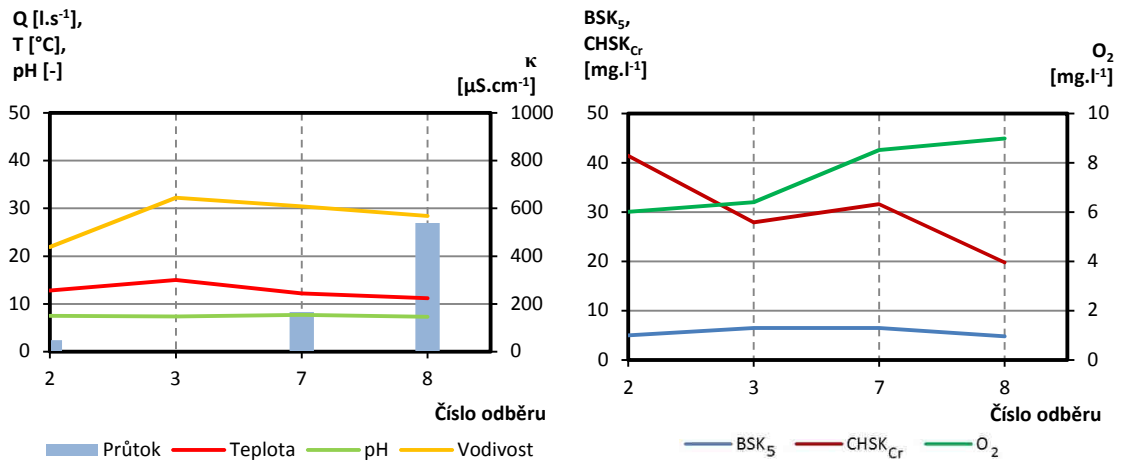 Q [l.s-1],
T [°C],
pH [-]
κ
[µS.cm-1]
50
40
30
20
10
0
1000
800
600
400
200
0
2 3 7 8
Číslo odběru
Průtok Teplota pH Vodivost
BSK5,
CHSKCr
[mg.l-1]
O2
[mg.l-1]
50
40
30
20
10
0
10
8
6
4
2
0
2 3 7 8
Číslo odběru
BSK5 CHSKCr O2